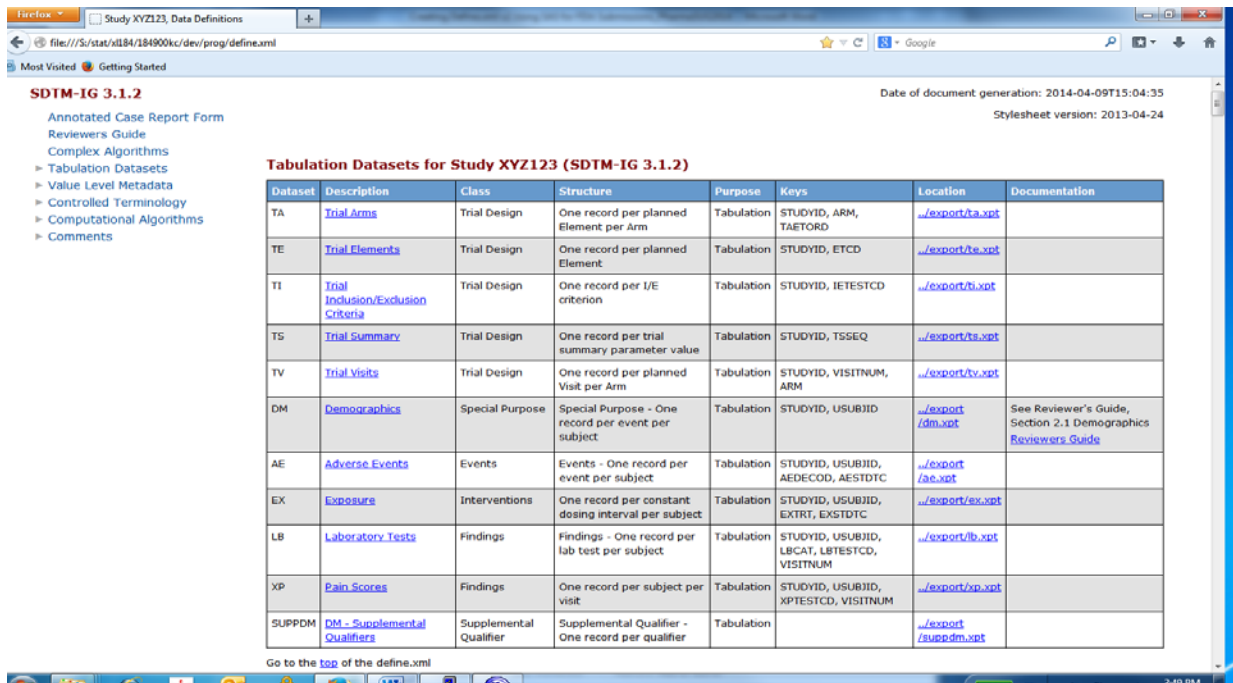 Firefox
Study XYZ123, Data Definitions
+
file:///S:/stat/xl184/184900kc/dev/prog/define.xml
Google
Most Visited Getting Started
SDTM-IG 3.1.2
Annotated Case Report Form
Reviewers Guide
Complex Algorithms
Tabulation Datasets
Value Level Metadata
Controlled Terminology
Computational Algorithms
Comments
Date of document generation: 2014-04-09T15:04:35
Stylesheet version: 2013-04-24
Tabulation Datasets for Study XYZ123 (SDTM-IG 3.1.2)
Dataset Description Class Structure Purpose Keys Location Documentation
TA Trial Arms Trial Design One record per planned Tabulation STUDYID, ARM, ../export/ta.xpt
Element per Arm TAETORD
TE Trial Elements Trial Design One record per planned Tabulation STUDYID, ETCD ../export/te.xpt
Element
TI Trial Trial Design One record per I/E Tabulation STUDYID, IETESTCD ../export/ti.xpt
Inclusion/Exclusion criterion
Criteria
TS Trial Summary Trial Design One record per trial Tabulation STUDYID, TSSEQ ../export/ts.xpt
summary parameter value
TV Trial Visits Trial Design One record per planned Tabulation STUDYID, VISITNUM, ../export/tv.xpt
Visit per Arm ARM
DM Demographics Special Purpose Special Purpose - One Tabulation STUDYID, USUBJID ../export See Reviewer's Guide,
record per event per /dm.xpt Section 2.1 Demographics
subject Reviewers Guide
AE Adverse Events Events Events - One record per Tabulation STUDYID, USUBJID, ../export
event per subject AEDECOD, AESTDTC /ae.xpt
EX Exposure Interventions One record per constant Tabulation STUDYID, USUBJID, ../export/ex.xpt
dosing interval per subject EXTRT, EXSTDTC
LB Laboratory Tests Findings Findings - One record per Tabulation STUDYID, USUBJID, ../export/lb.xpt
lab test per subject LBCAT, LBTESTCD,
VISITNUM
XP Pain Scores Findings One record per subject per Tabulation STUDYID, USUBJID, ../export/xp.xpt
visit XPTESTCD, VISITNUM
SUPPDM DM - Supplemental Supplemental Supplemental Qualifier - Tabulation ../export
Qualifiers Qualifier One record per qualifier /suppdm.xpt
Go to the top of the define.xml